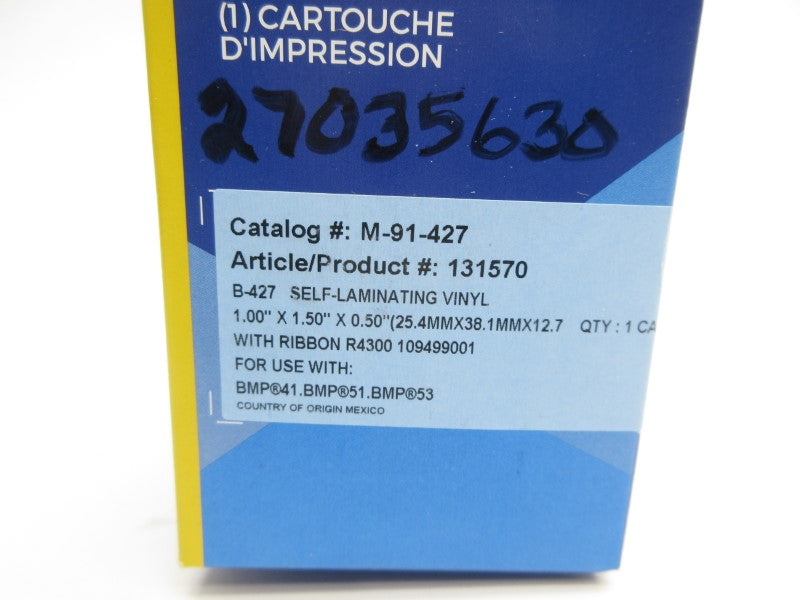 (1) CARTOUCHE
D'IMPRESSION
27035630
Catalog #: M-91-427
Article/Product #: 131570
B-427 SELF-LAMINATING VINYL
1.00" X 1.50" X 0.50"(25.4MMX38.1MMX12.7 QTY : 1 CA
WITH RIBBON R4300 109499001
FOR USE WITH:
BMP®41.BMP®51.BMP®53
COUNTRY OF ORIGIN MEXICO